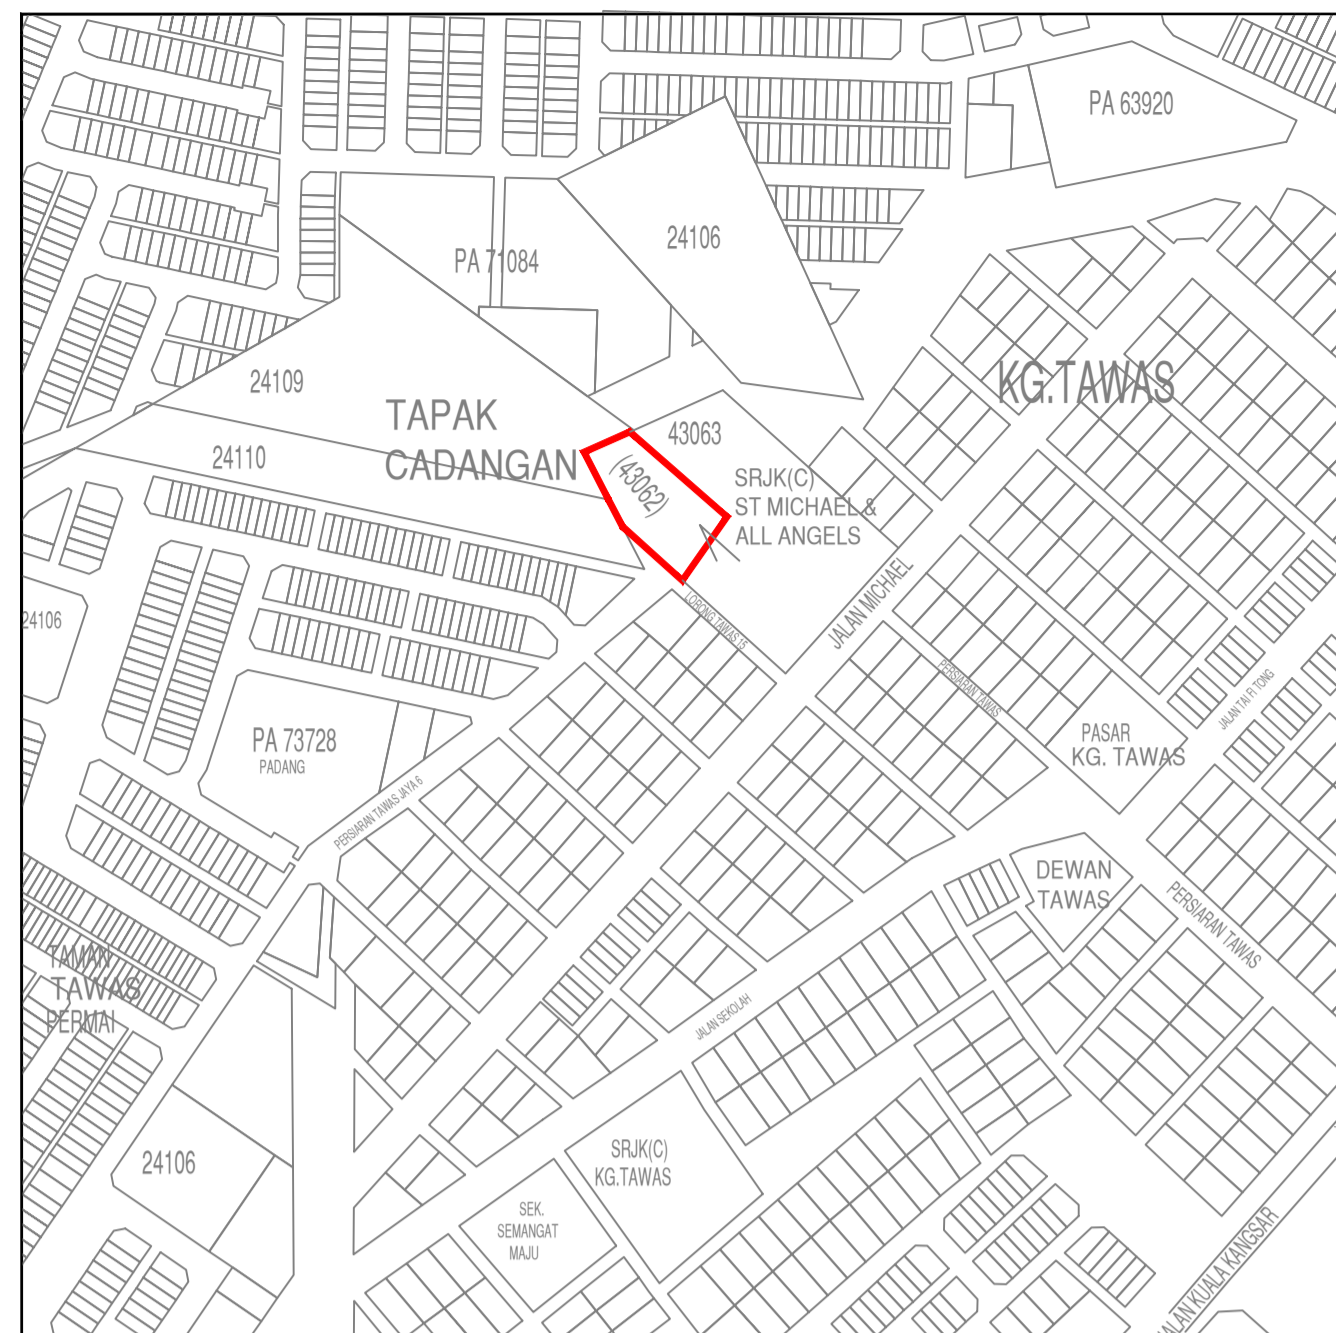 PA 63920
24106
PA 71084
KG.TAWAS
24109
TAPAK
CADANGAN
43063
24110
(43062)
SRJK(C)
ST MICHAEL &
ALL ANGELS
JALAN MICHAEL
24106
LORONG TAWAS 15
PERSIARAN TAWAS
JALAN TAI FI TONG
PASAR
KG. TAWAS
PA 73728
PADANG
PERSIARAN TAWAS JAYA 6
DEWAN
TAWAS
PERSIARAN TAWAS
TAMAN
TAWAS
PERMAI
JALAN SEKOLAH
24106
SRJK(C)
KG.TAWAS
SEK.
SEMANGAT
MAJU
JALAN KUALA KANGSAR